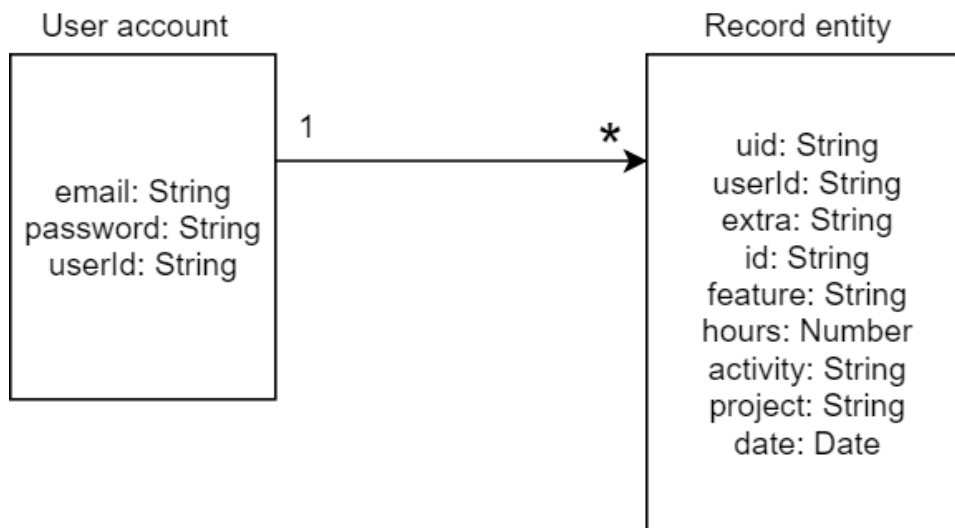 User account
Record entity
1
*
email: String
password: String
userId: String
uid: String
userId: String
extra: String
id: String
feature: String
hours: Number
activity: String
project: String
date: Date